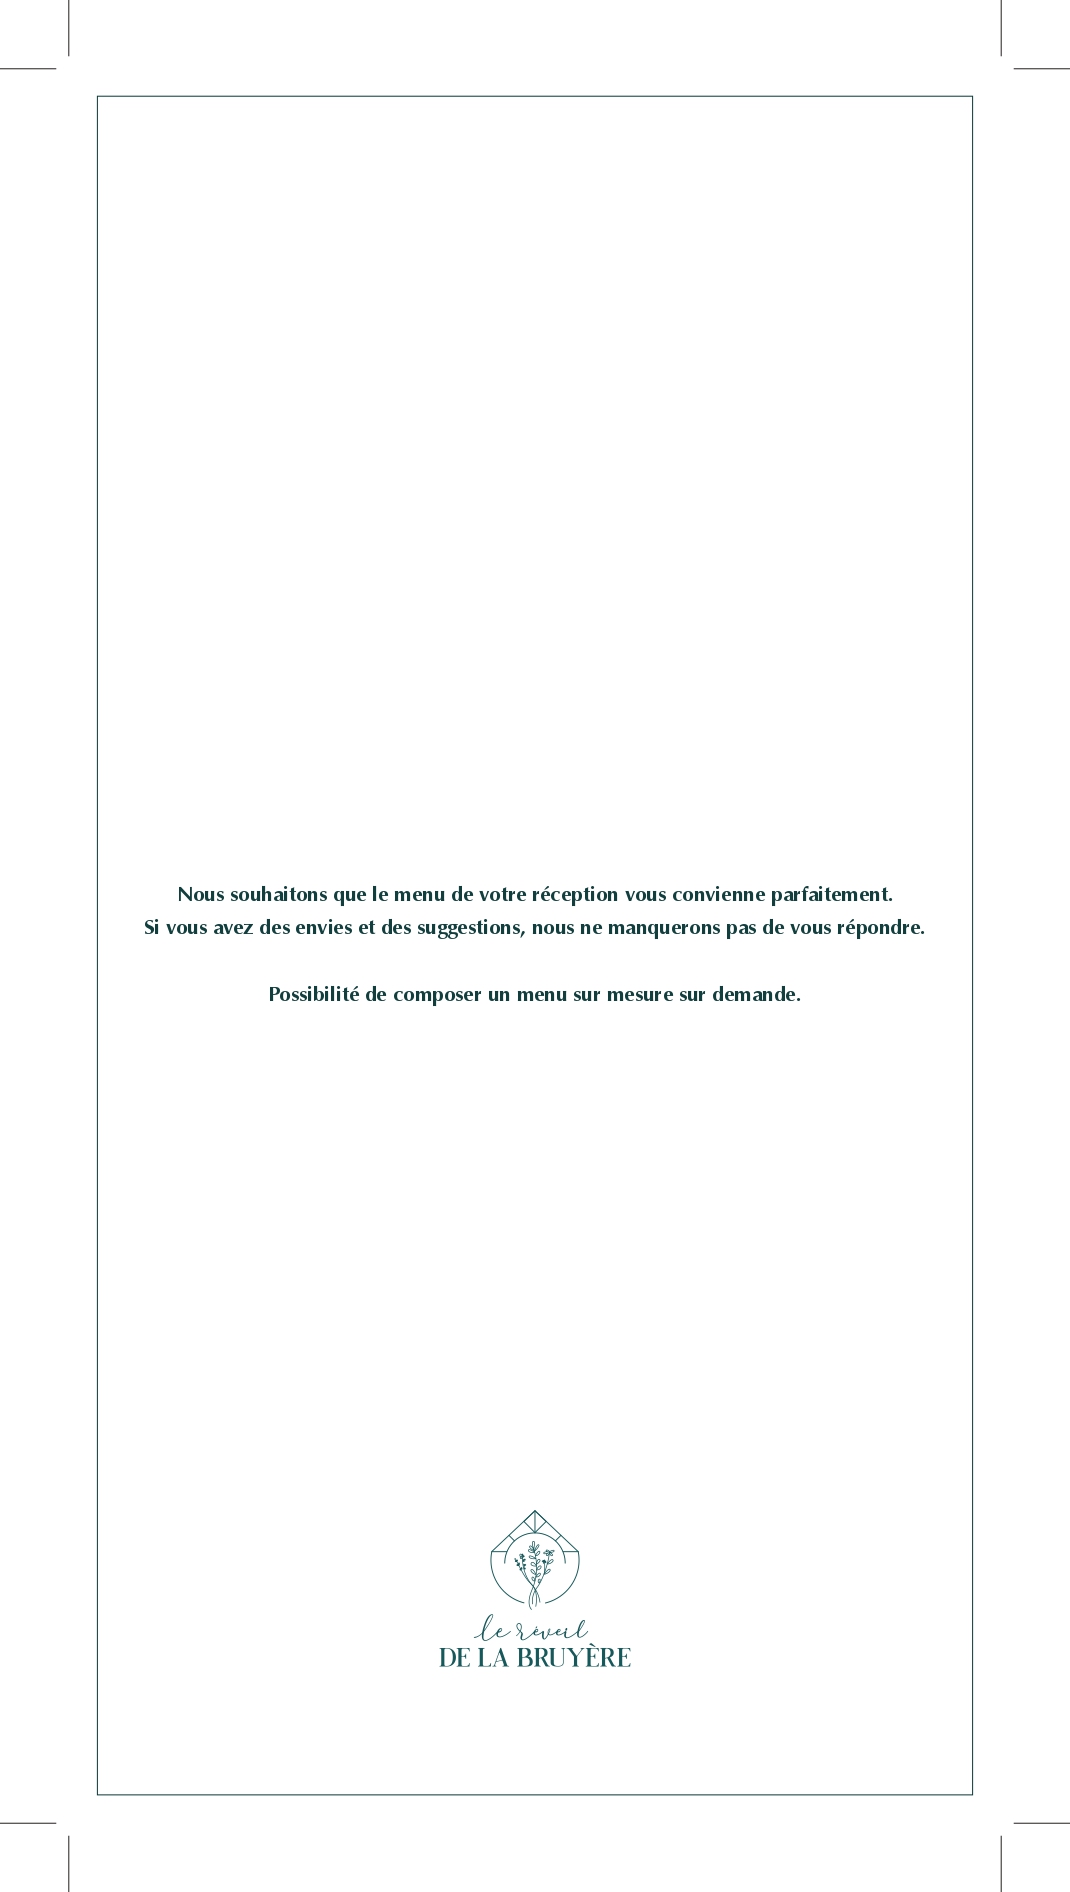 Nous souhaitons que le menu de votre réception vous convienne parfaitement.
Si vous avez des envies et des suggestions, nous ne manquerons pas de vous répondre.
Possibilité de composer un menu sur mesure sur demande.
le réveil
DE LA BRUYÈRE